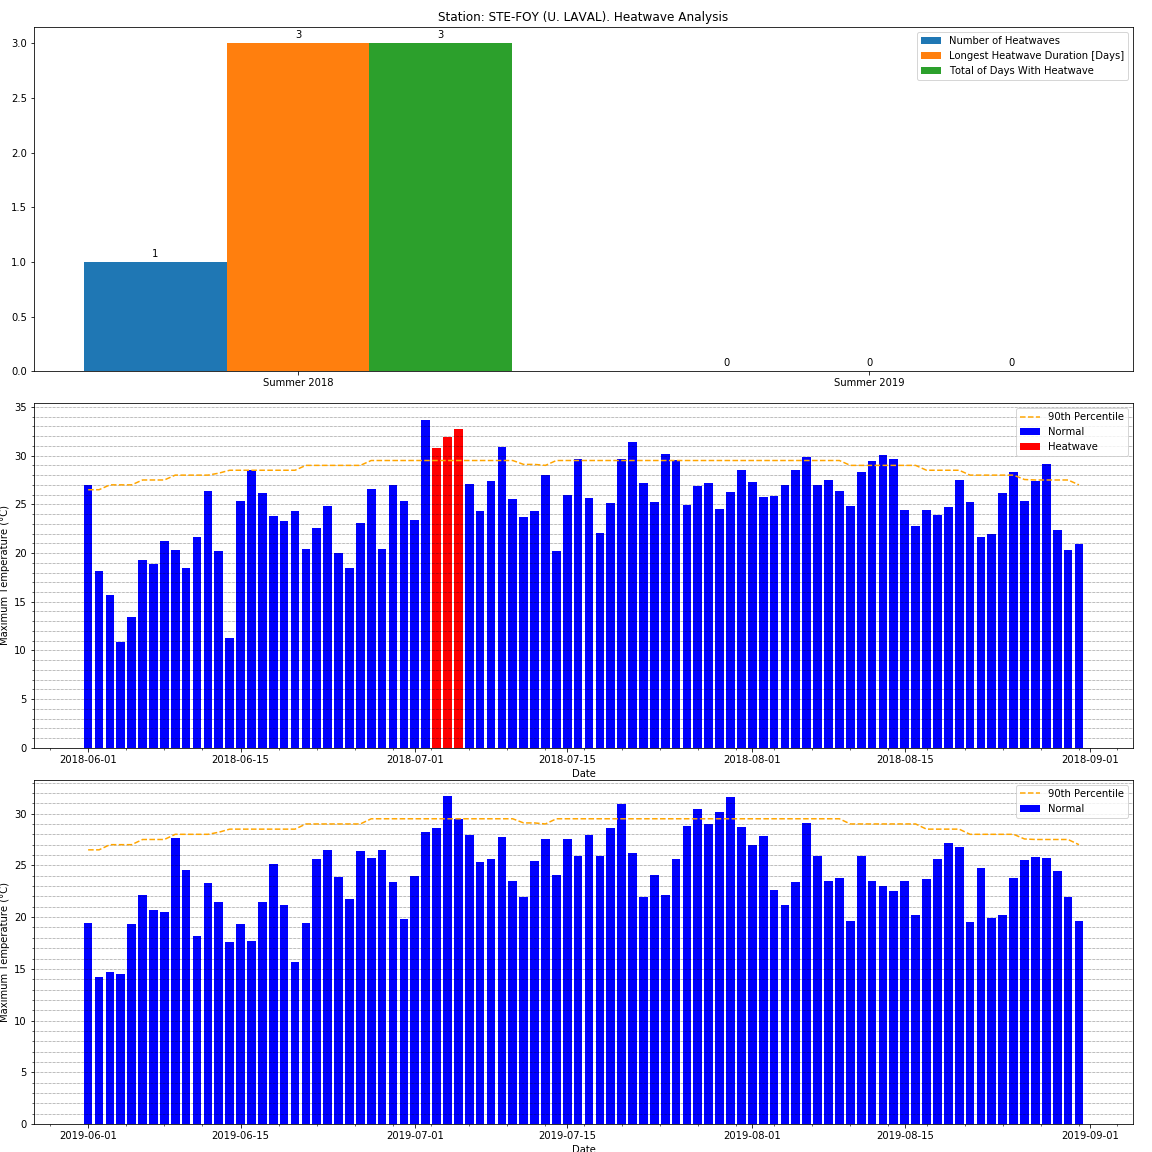 Station: STE-FOY (U. LAVAL). Heatwave Analysis
3.0
2.5
2.0
1.5
1.0
0.5
0.0
1
3
3
0
0
0
Number of Heatwaves
Longest Heatwave Duration [Days]
Total of Days With Heatwave
Summer 2018
Summer 2019
35
30
25
20
15
10
5
0
Maximum Temperature (°C)
90th Percentile
Normal
Heatwave
2018-06-01
2018-06-15
2018-07-01
2018-07-15
2018-08-01
2018-08-15
2018-09-01
Date
30
25
20
15
10
5
0
Maximum Temperature (°C)
90th Percentile
Normal
2019-06-01
2019-06-15
2019-07-01
2019-07-15
2019-08-01
2019-08-15
2019-09-01
Date